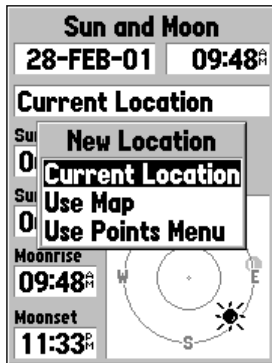 Sun and Moon
28-FEB-01 09:48AM
Current Location
New Location
Current Location
Use Map
Use Points Menu
Moonrise
09:48AM
Moonset
11:33PM
W
E
S